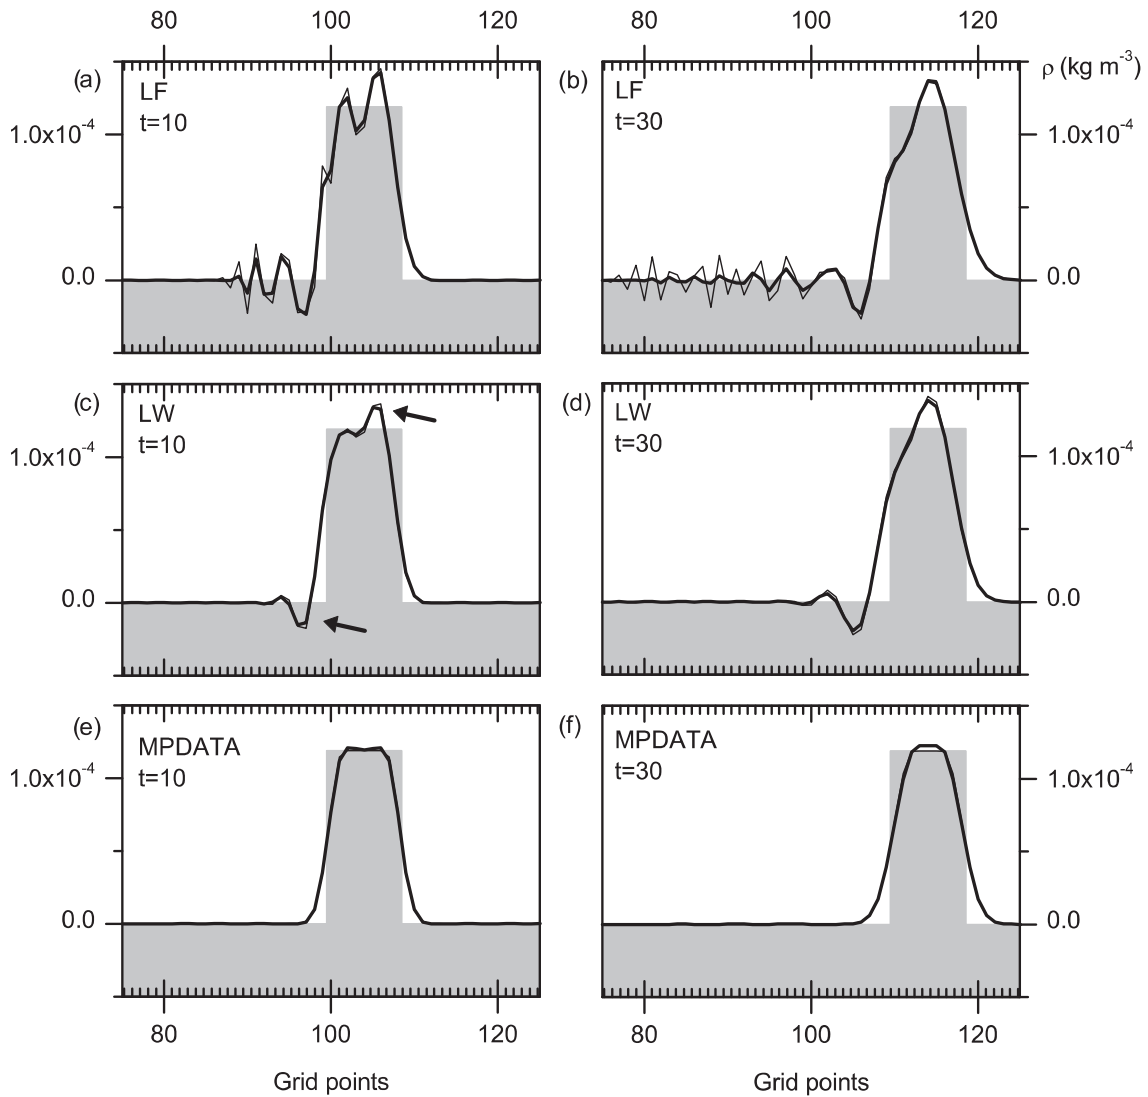 80 100 120 80 100 120
(a) LF t=10
(b) LF t=30
ρ (kg m⁻³)
1.0x10⁻⁴ 1.0x10⁻⁴
0.0 0.0
(c) LW t=10
(d) LW t=30
1.0x10⁻⁴ 1.0x10⁻⁴
0.0 0.0
(e) MPDATA t=10
(f) MPDATA t=30
1.0x10⁻⁴ 1.0x10⁻⁴
0.0 0.0
80 100 120 80 100 120
Grid points Grid points